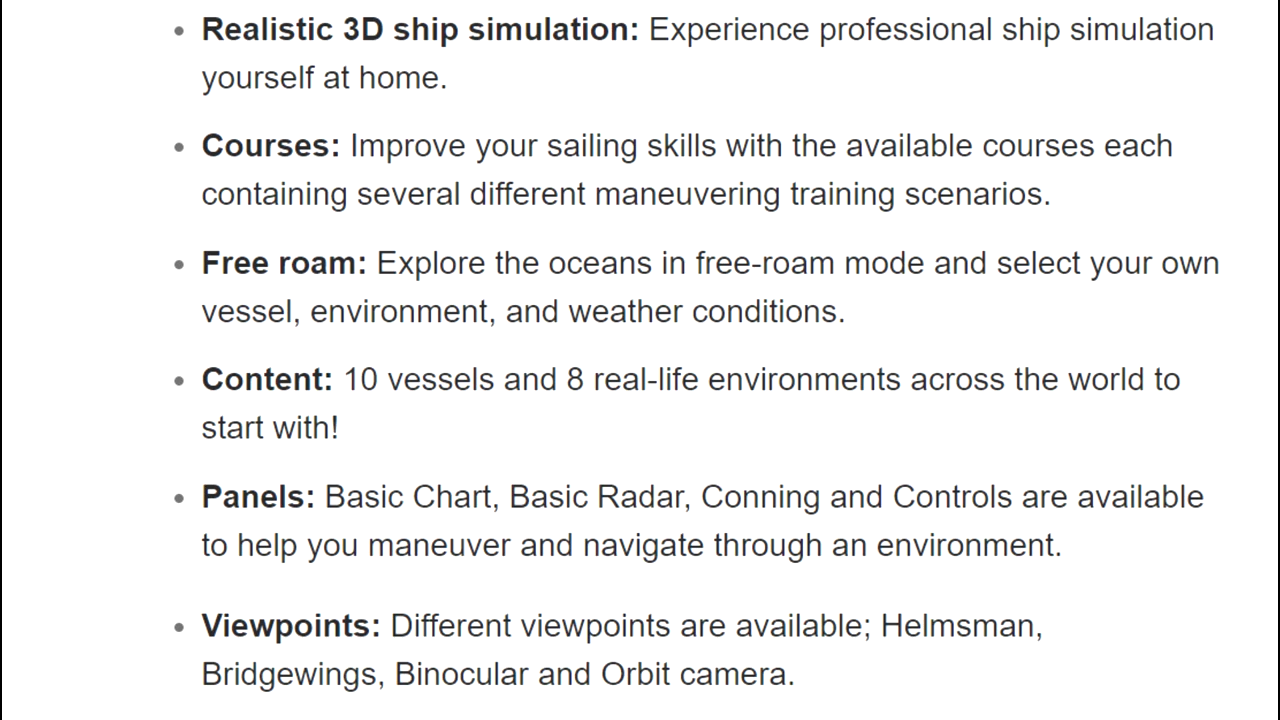 Realistic 3D ship simulation: Experience professional ship simulation
yourself at home.
Courses: Improve your sailing skills with the available courses each
containing several different maneuvering training scenarios.
Free roam: Explore the oceans in free-roam mode and select your own
vessel, environment, and weather conditions.
Content: 10 vessels and 8 real-life environments across the world to
start with!
Panels: Basic Chart, Basic Radar, Conning and Controls are available
to help you maneuver and navigate through an environment.
Viewpoints: Different viewpoints are available; Helmsman,
Bridgewings, Binocular and Orbit camera.